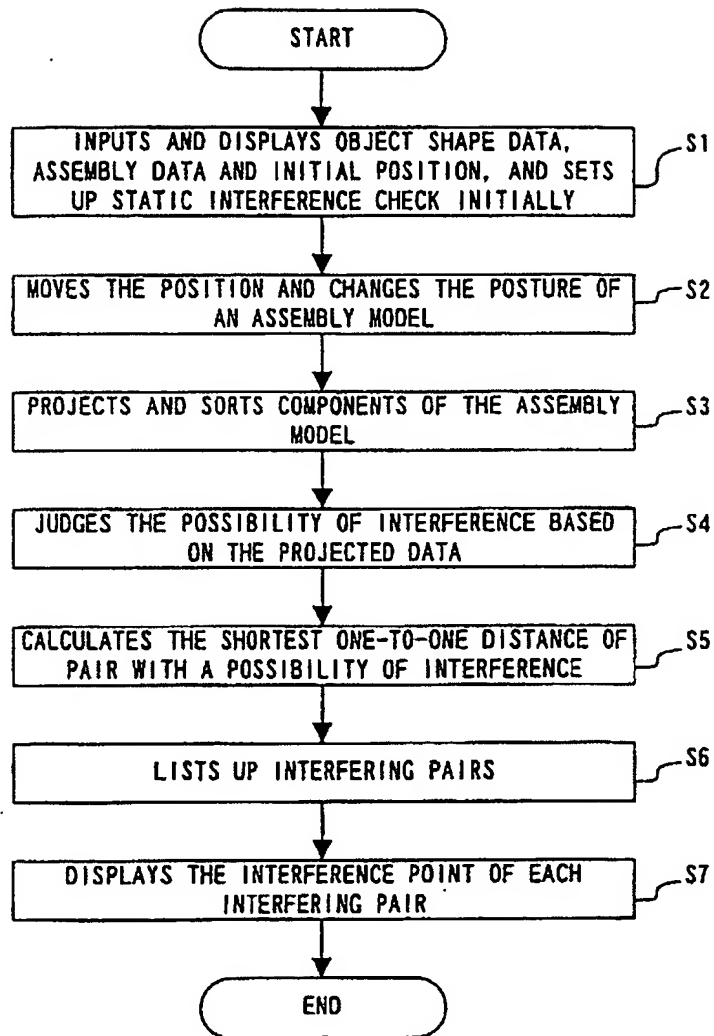 START
INPUTS AND DISPLAYS OBJECT SHAPE DATA,
ASSEMBLY DATA AND INITIAL POSITION, AND SETS
UP STATIC INTERFERENCE CHECK INITIALLY
S1
MOVES THE POSITION AND CHANGES THE POSTURE OF
AN ASSEMBLY MODEL
S2
PROJECTS AND SORTS COMPONENTS OF THE ASSEMBLY
MODEL
S3
JUDGES THE POSSIBILITY OF INTERFERENCE BASED
ON THE PROJECTED DATA
S4
CALCULATES THE SHORTEST ONE-TO-ONE DISTANCE OF
PAIR WITH A POSSIBILITY OF INTERFERENCE
S5
LISTS UP INTERFERING PAIRS
S6
DISPLAYS THE INTERFERENCE POINT OF EACH
INTERFERING PAIR
S7
END